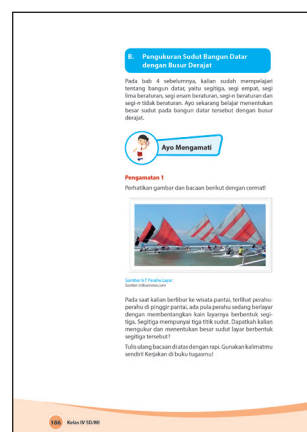 B. Pengukuran Sudut Bangun Datar
dengan Busur Derajat
Pada bab 4 sebelumnya, kalian sudah mempelajari
tentang bangun datar, yaitu segitiga, segi empat, segi
lima beraturan, segi enam beraturan, segi-n beraturan dan
segi-n tidak beraturan. Ayo sekarang belajar menentukan
besar sudut pada bangun datar tersebut dengan busur
derajat.
Ayo Mengamati
Pengamatan 1
Perhatikan gambar dan bacaan berikut dengan cermat!
Gambar 6.7 Perahu Layar
Pada saat kalian berlibur ke wisata pantai, terlihat perahu-
perahu di pinggir pantai, ada pula perahu sedang berlayar
dengan membentangkan kain layarnya berbentuk segi-
tiga. Segitiga mempunyai tiga titik sudut. Dapatkah kalian
mengukur dan menentukan besar sudut layar berbentuk
segitiga tersebut?
Tulis ulang bacaan di atas dengan rapi. Gunakan kalimatmu
sendiri! Kerjakan di buku tugasmu!
186 Kelas IV SD/MI